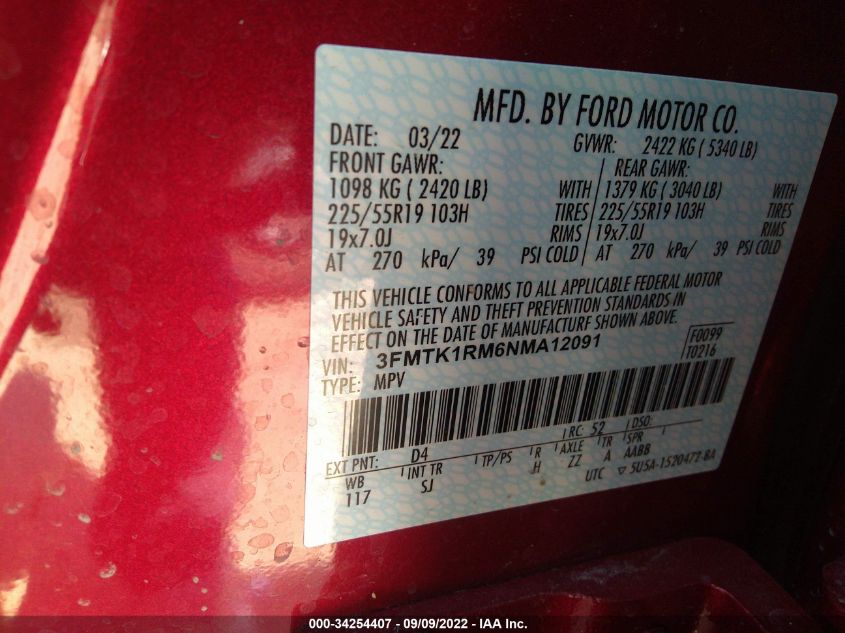 MFD. BY FORD MOTOR CO.
DATE: 03/22 GVWR: 2422 KG ( 5340 LB)
FRONT GAWR: REAR GAWR:
1098 KG ( 2420 LB) WITH 1379 KG ( 3040 LB) WITH
225/55R19 103H TIRES 225/55R19 103H TIRES
19x7.0J RIMS 19x7.0J RIMS
AT 270 kPa/ 39 PSI COLD AT 270 kPa/ 39 PSI COLD
THIS VEHICLE CONFORMS TO ALL APPLICABLE FEDERAL MOTOR
VEHICLE SAFETY AND THEFT PREVENTION STANDARDS IN
EFFECT ON THE DATE OF MANUFACTURE SHOWN ABOVE.
VIN: 3FMTK1RM6NMA12091 F0099
TYPE: MPV T0216
EXT PNT: D4 RC: 52 DSO:
WB INT TR TP/PS R AXLE TR SPR
117 SJ H ZZ A AABB
UTC 5U5A-1520472-BA
000-34254407 - 09/09/2022 - IAA Inc.